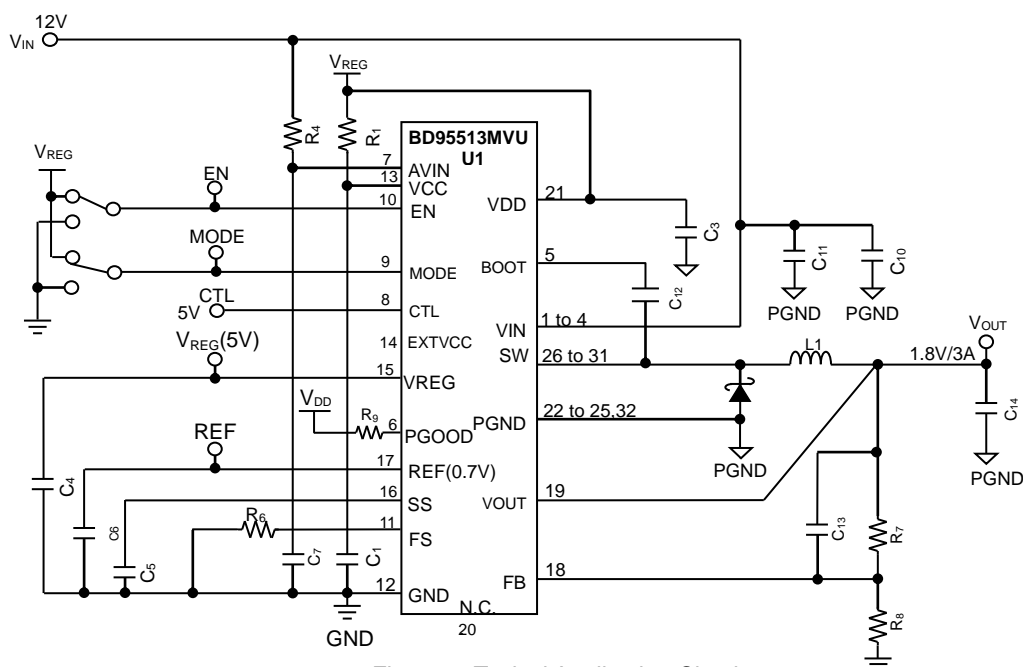 12V
VIN
VREG
R4
R1
BD95513MVU
U1
VREG
EN
7
AVIN
13
VCC
10
EN
VDD
21
C3
MODE
9
MODE
BOOT
5
C12
C11
C10
PGND
PGND
CTL
5V
8
CTL
VIN
1 to 4
14
EXTVCC
SW
26 to 31
L1
VOUT
1.8V/3A
VREG(5V)
15
VREG
VDD
R9
6
PGOOD
PGND
22 to 25,32
PGND
C14
PGND
REF
17
REF(0.7V)
C4
C6
16
SS
VOUT
19
C5
R6
11
FS
C13
R7
C7
C1
12
GND
FB
18
R8
N.C.
20
GND